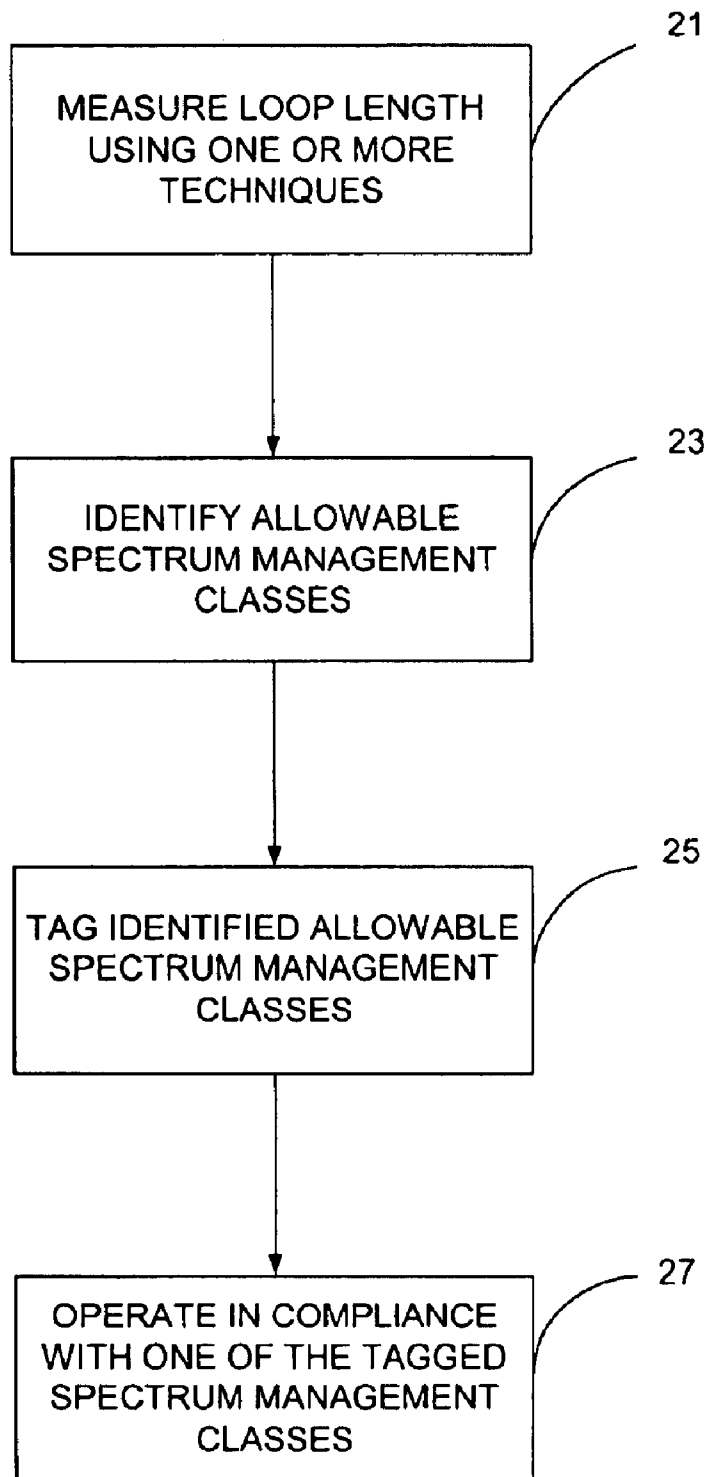 21
MEASURE LOOP LENGTH
USING ONE OR MORE
TECHNIQUES
23
IDENTIFY ALLOWABLE
SPECTRUM MANAGEMENT
CLASSES
25
TAG IDENTIFIED ALLOWABLE
SPECTRUM MANAGEMENT
CLASSES
27
OPERATE IN COMPLIANCE
WITH ONE OF THE TAGGED
SPECTRUM MANAGEMENT
CLASSES